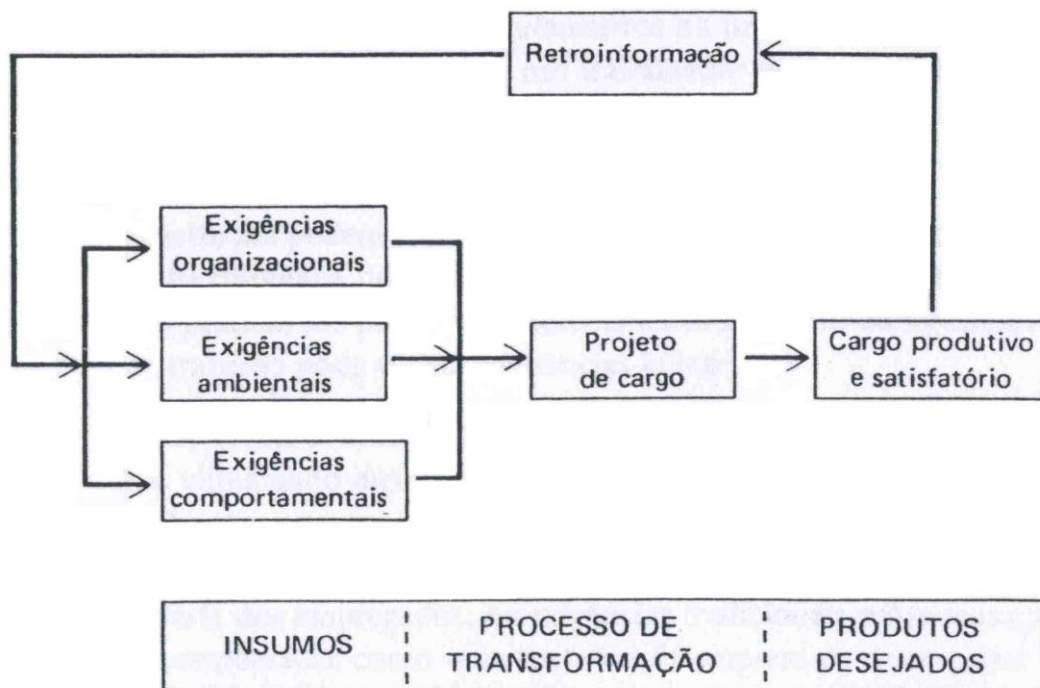 Retroinformação
Exigências
organizacionais
Exigências
ambientais
Projeto
de cargo
Cargo produtivo
e satisfatório
Exigências
comportamentais
INSUMOS
PROCESSO DE
TRANSFORMAÇÃO
PRODUTOS
DESEJADOS